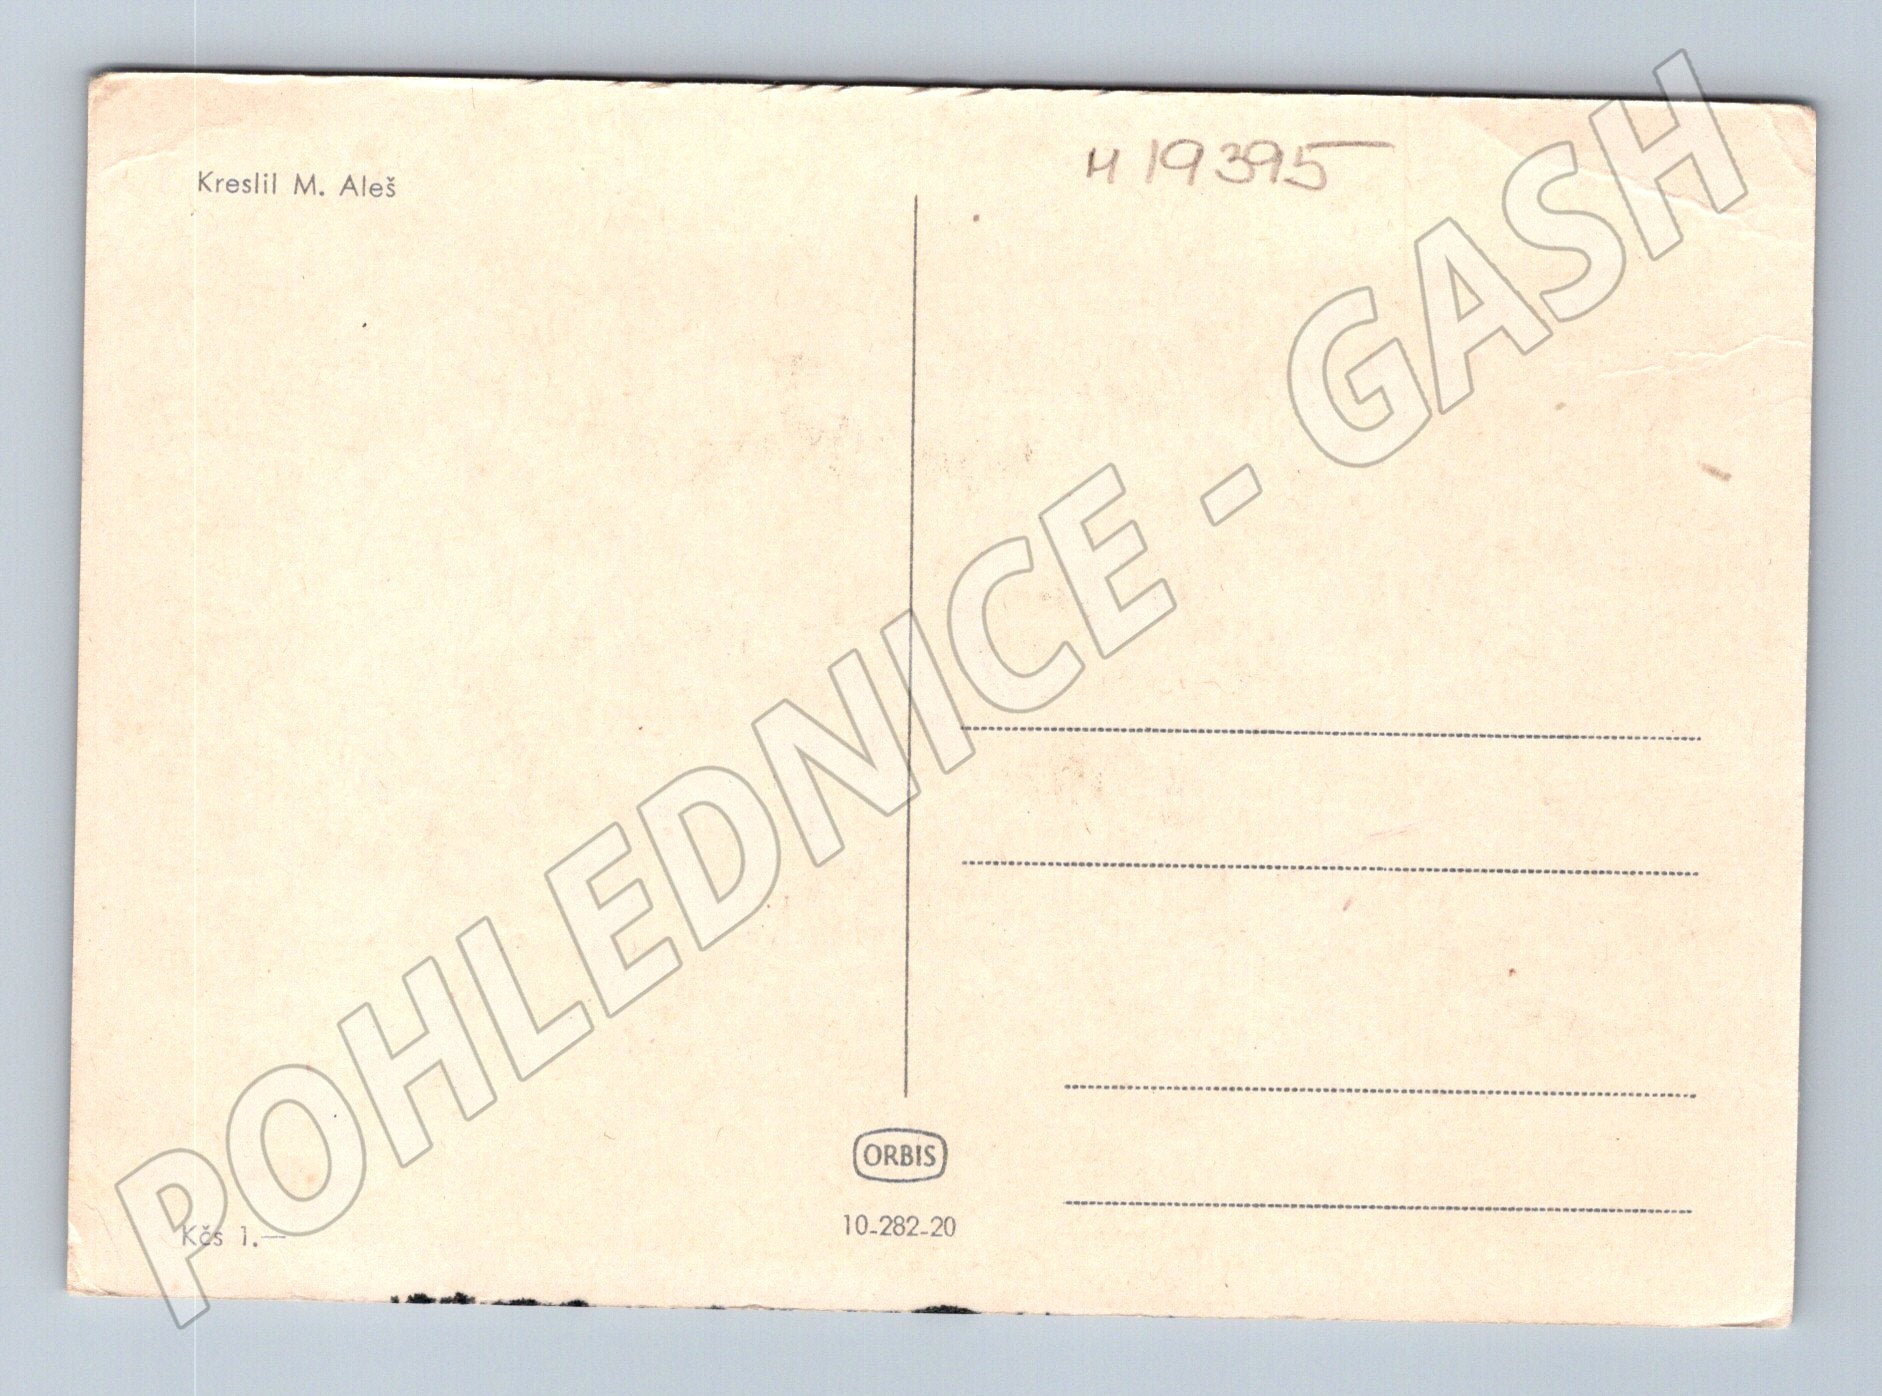 Kreslil M. Aleš
H 19395
POHLEDNICE - GASH
ORBIS
Kčs 1.—
10-282-20